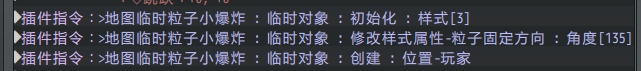 ◆跳跃：+0, +0
▶插件指令：>地图临时粒子小爆炸 : 临时对象 : 初始化 : 样式[3]
▶插件指令：>地图临时粒子小爆炸 : 临时对象 : 修改样式属性-粒子固定方向 : 角度[135]
▶插件指令：>地图临时粒子小爆炸 : 临时对象 : 创建 : 位置-玩家